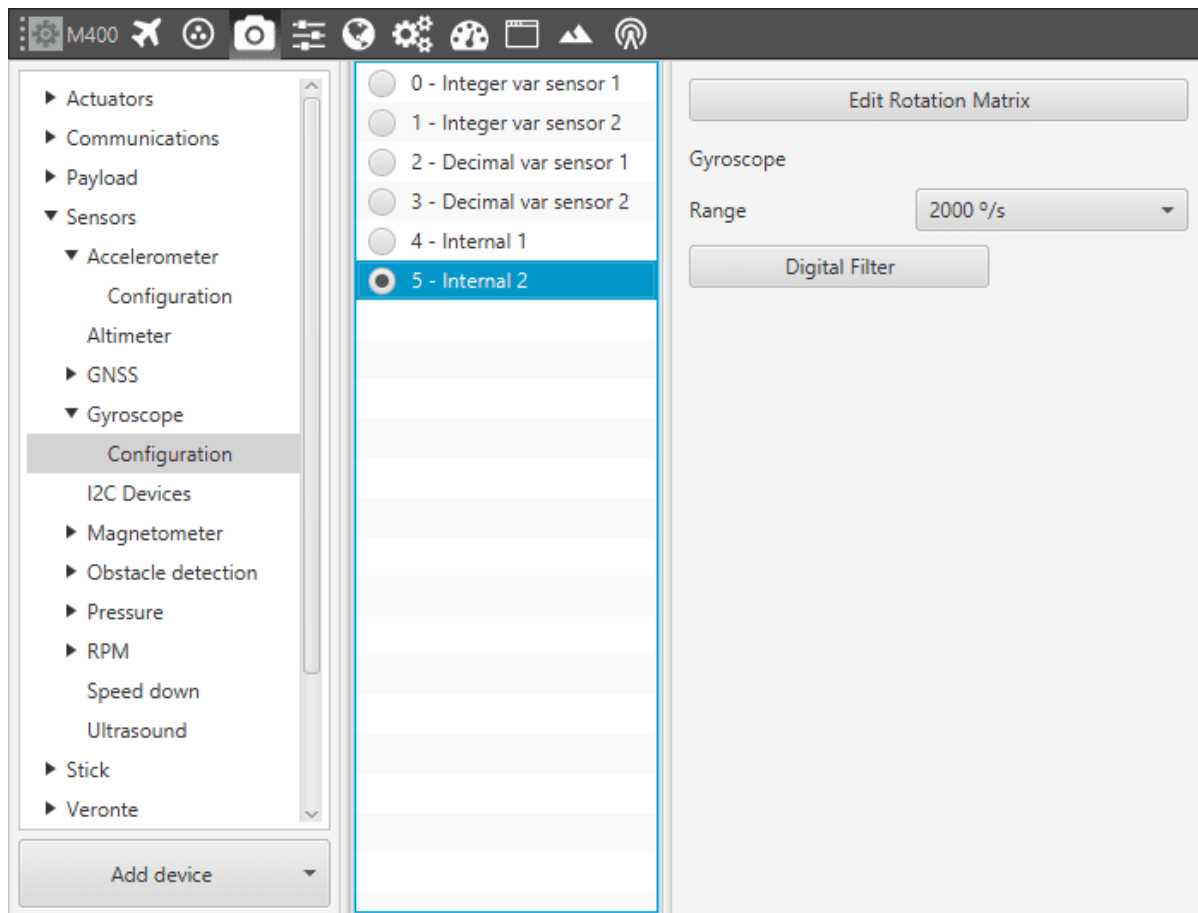 M400
Actuators
Communications
Payload
Sensors
Accelerometer
Configuration
Altimeter
GNSS
Gyroscope
Configuration
I2C Devices
Magnetometer
Obstacle detection
Pressure
RPM
Speed down
Ultrasound
Stick
Veronte
Add device
0 - Integer var sensor 1
1 - Integer var sensor 2
2 - Decimal var sensor 1
3 - Decimal var sensor 2
4 - Internal 1
5 - Internal 2
Edit Rotation Matrix
Gyroscope
Range 2000 º/s
Digital Filter